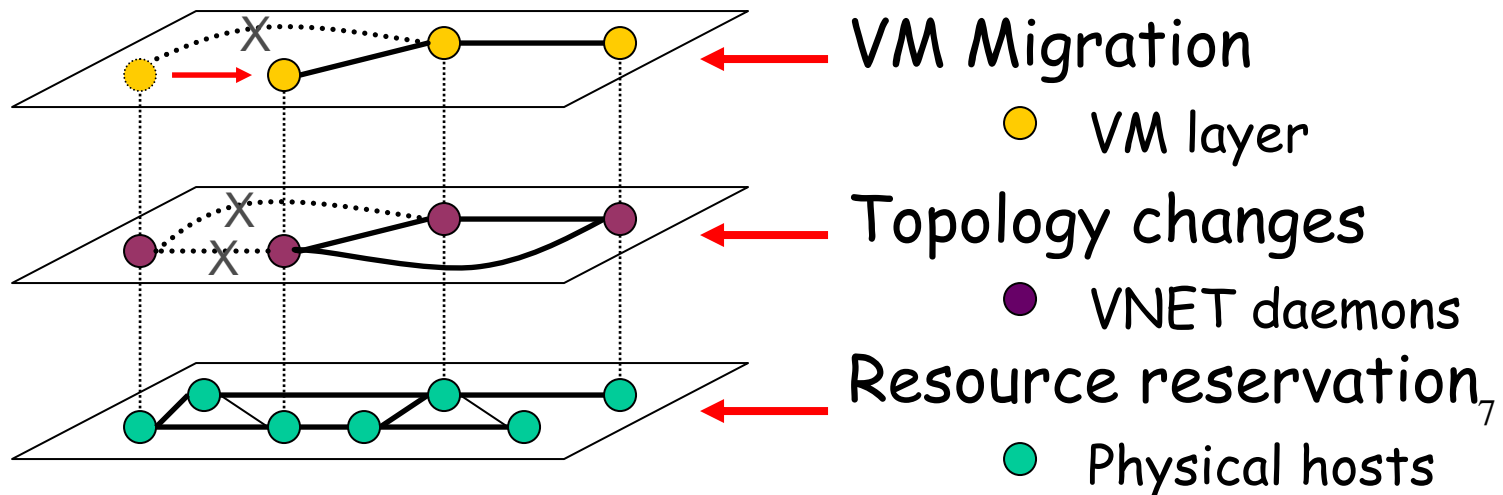 X
VM Migration
VM layer
X
X
Topology changes
VNET daemons
Resource reservation
7
Physical hosts